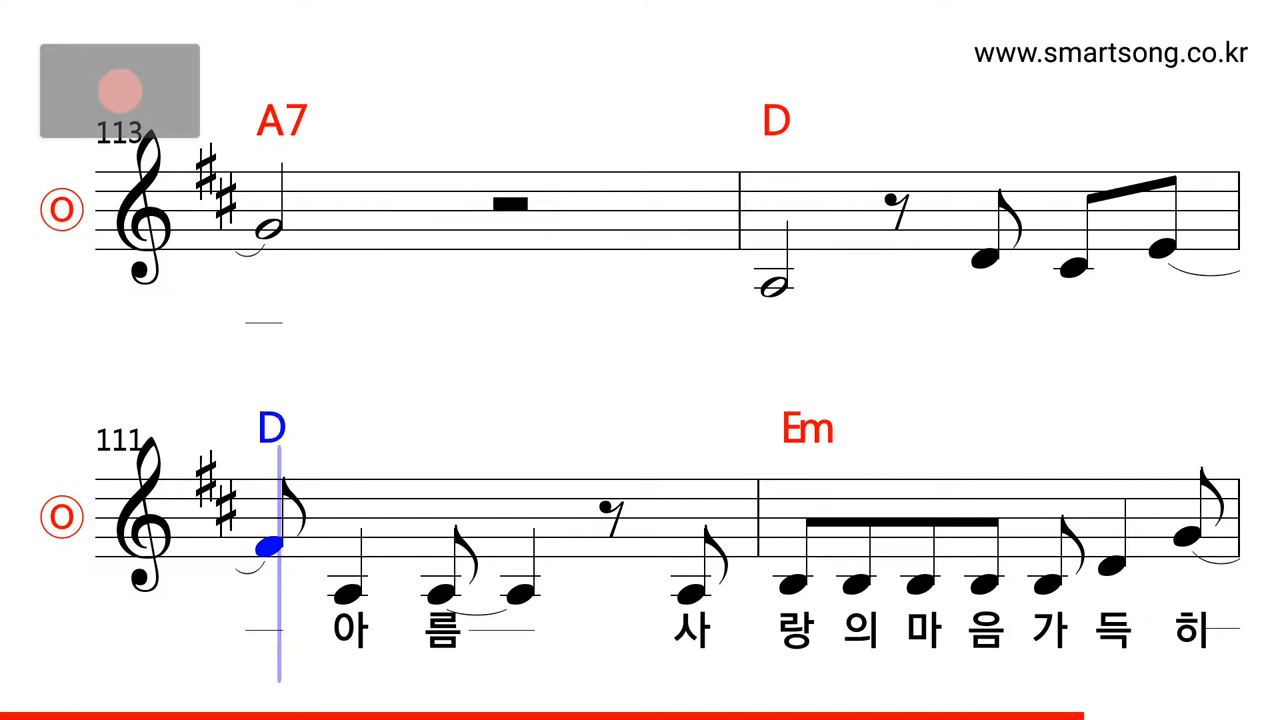 www.smartsong.co.kr
113 A7 D
O
111 D Em
O
아 름 사 랑 의 마 음 가 득 히